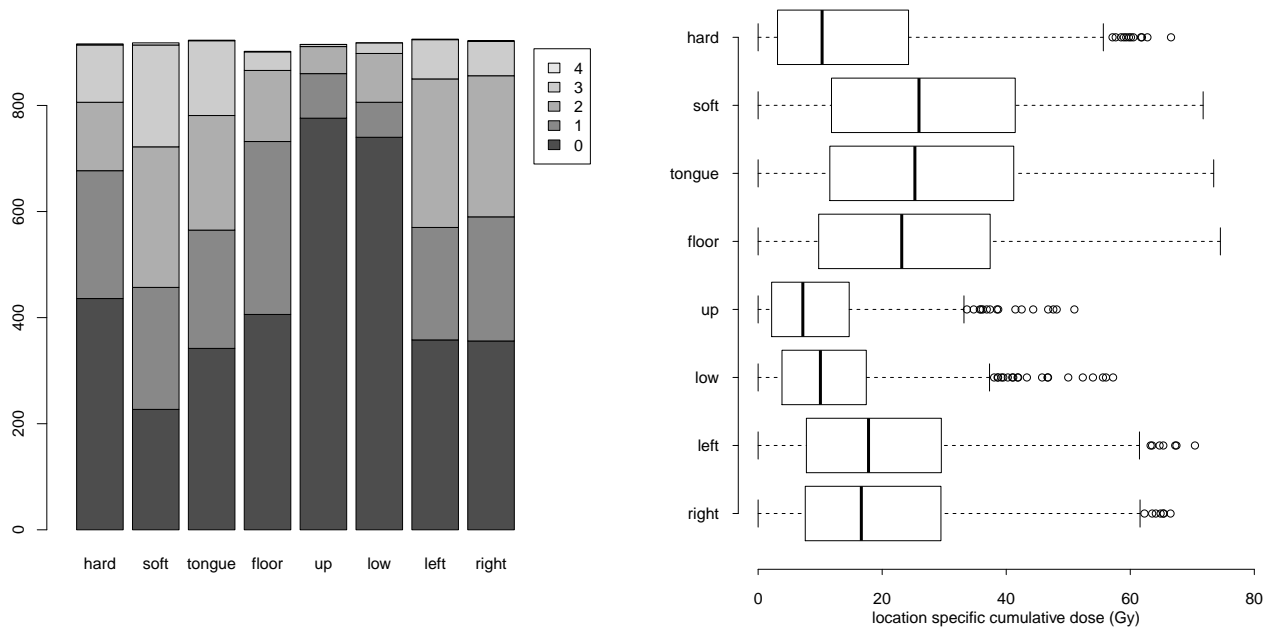 800
600
400
200
0
4
3
2
1
0
hard soft tongue floor up low left right
hard
soft
tongue
floor
up
low
left
right
0 20 40 60 80
location specific cumulative dose (Gy)